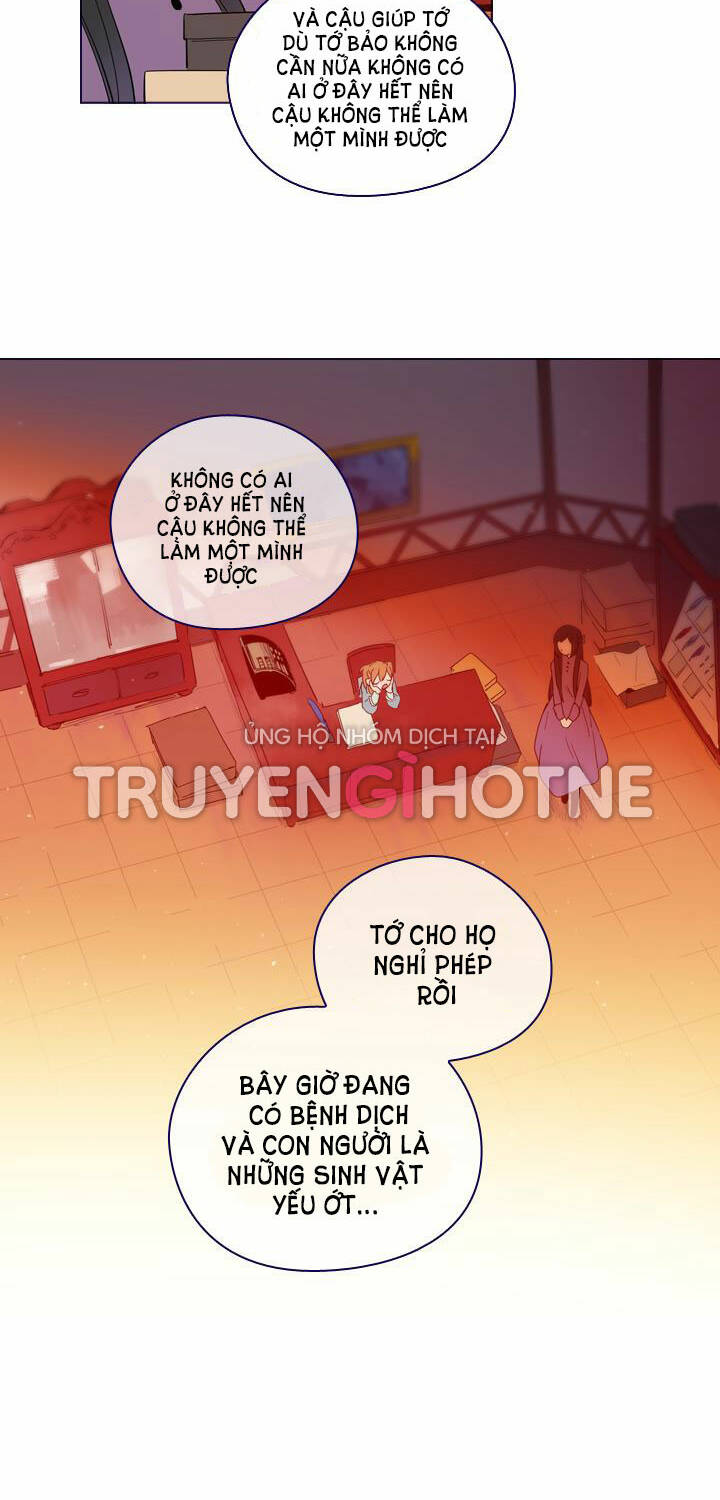 VÀ CẬU GIÚP TỚ
DÙ TỚ BẢO KHÔNG
CẦN NỮA KHÔNG CÓ
AI Ở ĐÂY HẾT NÊN
CẬU KHÔNG THỂ LÀM
MỘT MÌNH ĐƯỢC
KHÔNG CÓ AI
Ở ĐÂY HẾT NÊN
CẬU KHÔNG THỂ
LÀM MỘT MÌNH
ĐƯỢC
ỦNG HỘ NHÓM DỊCH TẠI
TRUYENGIHOTNE
TỚ CHO HỌ
NGHỈ PHÉP
RỒI
BÂY GIỜ ĐANG
CÓ BỆNH DỊCH
VÀ CON NGƯỜI LÀ
NHỮNG SINH VẬT
YẾU ỚT...